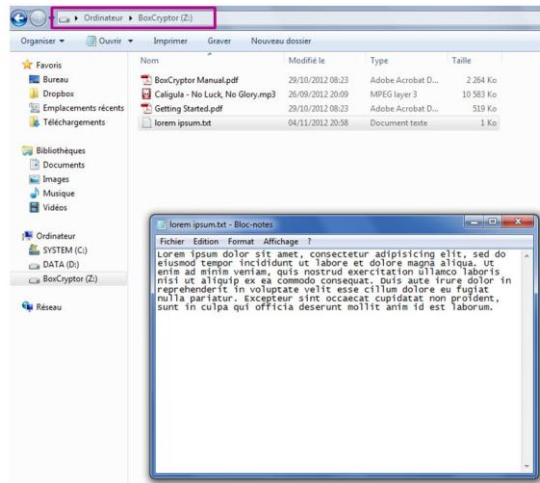 Ordinateur ▸ BoxCryptor (Z:)
Organiser Ouvrir Imprimer Graver Nouveau dossier
Favoris
Bureau
Dropbox
Emplacements récents
Téléchargements
Bibliothèques
Documents
Images
Musique
Vidéos
Ordinateur
SYSTEM (C:)
DATA (D:)
BoxCryptor (Z:)
Réseau
Nom Modifié le Type Taille
BoxCryptor Manual.pdf 29/10/2012 08:23 Adobe Acrobat D... 2 264 Ko
Caligula - No Luck, No Glory.mp3 26/09/2012 20:09 MPEG layer 3 10 583 Ko
Getting Started.pdf 29/10/2012 08:23 Adobe Acrobat D... 519 Ko
lorem ipsum.txt 04/11/2012 20:58 Document texte 1 Ko
lorem ipsum.txt - Bloc-notes
Fichier Edition Format Affichage ?
Lorem ipsum dolor sit amet, consectetur adipisicing elit, sed do
eiusmod tempor incididunt ut labore et dolore magna aliqua. Ut
enim ad minim veniam, quis nostrud exercitation ullamco laboris
nisi ut aliquip ex ea commodo consequat. Duis aute irure dolor in
reprehenderit in voluptate velit esse cillum dolore eu fugiat
nulla pariatur. Excepteur sint occaecat cupidatat non proident,
sunt in culpa qui officia deserunt mollit anim id est laborum.